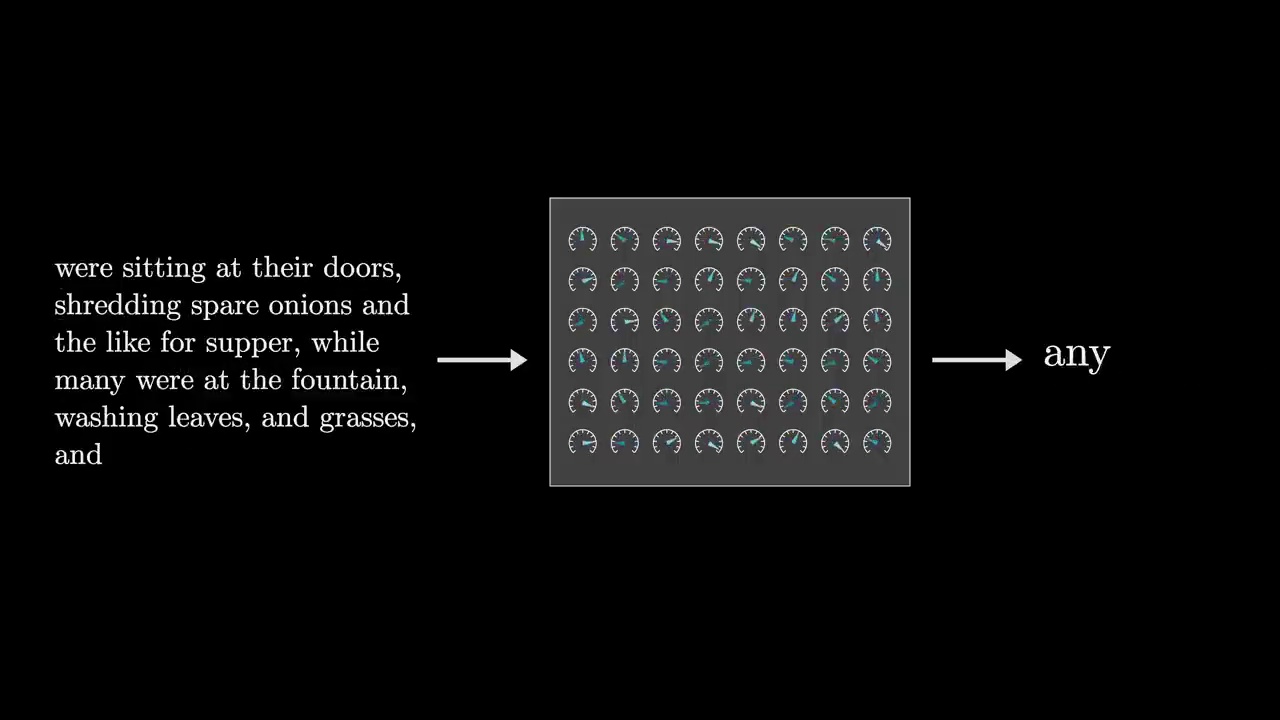 were sitting at their doors,
shredding spare onions and
the like for supper, while
many were at the fountain,
washing leaves, and grasses,
and
any